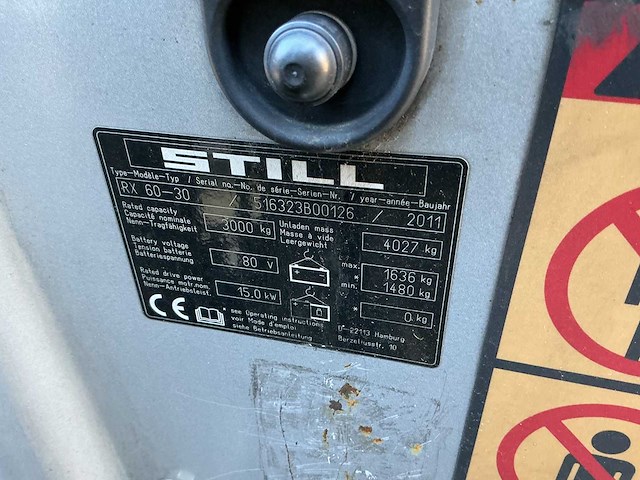 STILL
Type-Modèle-Typ / Serial no.-No. de série-Serien-Nr. / year-année-Baujahr
RX 60-30 / 516323B00126 / 2011
Rated capacity
Capacité nominale
Nenn-Tragfähigkeit
3000 kg
Unladen mass
Masse à vide
Leergewicht
4027 kg
Battery voltage
Tension batterie
Batteriespannung
80 V
max. 1636 kg
* min. 1480 kg
Rated drive power
Puissance motr.nom.
Nenn-Antriebsleist.
15.0 kW
* 0 kg
CE
see Operating instructions
voir Mode d'emploi
siehe Betriebsanleitung
D-22113 Hamburg
Berzeliusstr. 10